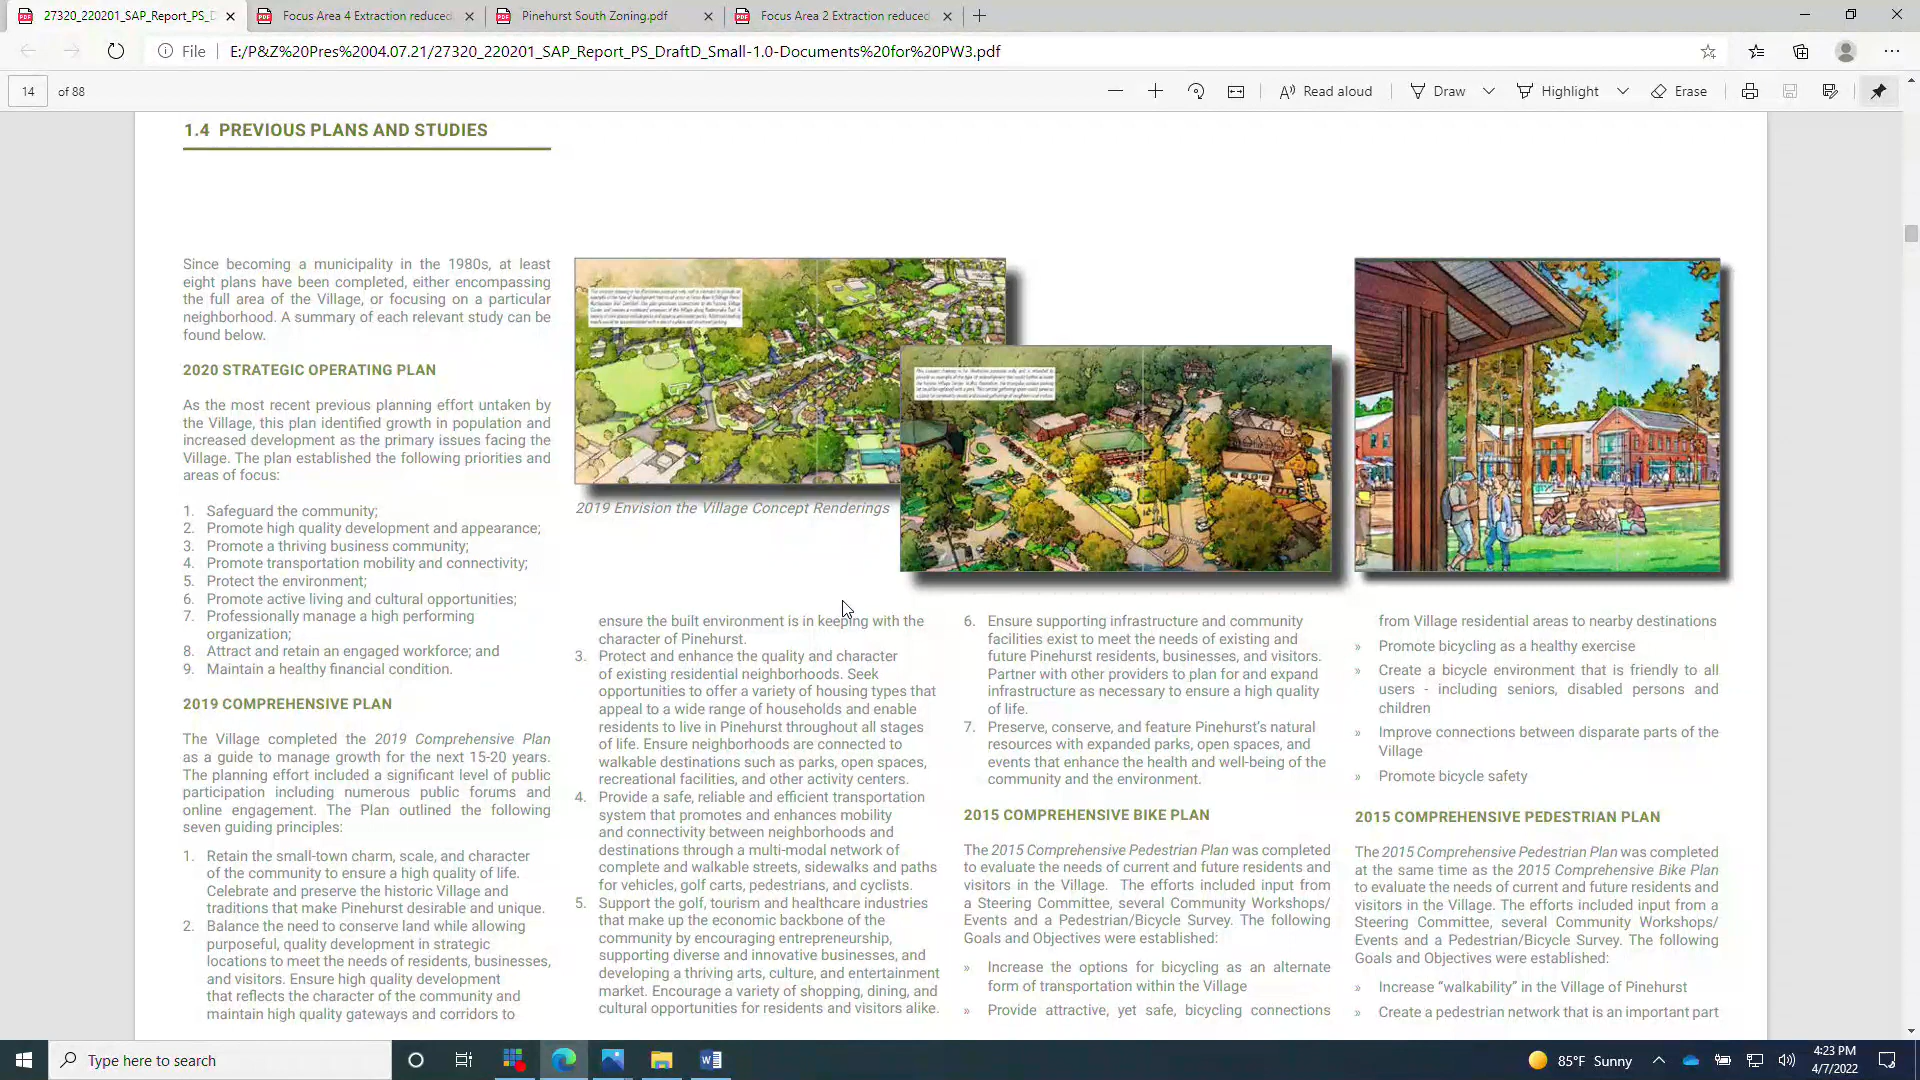 27320_220201_SAP_Report_PS_D
Focus Area 4 Extraction reduced
Pinehurst South Zoning.pdf
Focus Area 2 Extraction reduced
File
E:/P&Z%20Pres%2004.07.21/27320_220201_SAP_Report_PS_DraftD_Small-1.0-Documents%20for%20PW3.pdf
14 of 88
Read aloud
Draw
Highlight
Erase
1.4 PREVIOUS PLANS AND STUDIES
Since becoming a municipality in the 1980s, at least
eight plans have been completed, either encompassing
the full area of the Village, or focusing on a particular
neighborhood. A summary of each relevant study can be
found below.
2020 STRATEGIC OPERATING PLAN
As the most recent previous planning effort untaken by
the Village, this plan identified growth in population and
increased development as the primary issues facing the
Village. The plan established the following priorities and
areas of focus:
1. Safeguard the community;
2. Promote high quality development and appearance;
3. Promote a thriving business community;
4. Promote transportation mobility and connectivity;
5. Protect the environment;
6. Promote active living and cultural opportunities;
7. Professionally manage a high performing
organization;
8. Attract and retain an engaged workforce; and
9. Maintain a healthy financial condition.
2019 COMPREHENSIVE PLAN
The Village completed the 2019 Comprehensive Plan
as a guide to manage growth for the next 15-20 years.
The planning effort included a significant level of public
participation including numerous public forums and
online engagement. The Plan outlined the following
seven guiding principles:
1. Retain the small-town charm, scale, and character
of the community to ensure a high quality of life.
Celebrate and preserve the historic Village and
traditions that make Pinehurst desirable and unique.
2. Balance the need to conserve land while allowing
purposeful, quality development in strategic
locations to meet the needs of residents, businesses,
and visitors. Ensure high quality development
that reflects the character of the community and
maintain high quality gateways and corridors to
2019 Envision the Village Concept Renderings
ensure the built environment is in keeping with the
character of Pinehurst.
3. Protect and enhance the quality and character
of existing residential neighborhoods. Seek
opportunities to offer a variety of housing types that
appeal to a wide range of households and enable
residents to live in Pinehurst throughout all stages
of life. Ensure neighborhoods are connected to
walkable destinations such as parks, open spaces,
recreational facilities, and other activity centers.
4. Provide a safe, reliable and efficient transportation
system that promotes and enhances mobility
and connectivity between neighborhoods and
destinations through a multi-modal network of
complete and walkable streets, sidewalks and paths
for vehicles, golf carts, pedestrians, and cyclists.
5. Support the golf, tourism and healthcare industries
that make up the economic backbone of the
community by encouraging entrepreneurship,
supporting diverse and innovative businesses, and
developing a thriving arts, culture, and entertainment
market. Encourage a variety of shopping, dining, and
cultural opportunities for residents and visitors alike.
6. Ensure supporting infrastructure and community
facilities exist to meet the needs of existing and
future Pinehurst residents, businesses, and visitors.
Partner with other providers to plan for and expand
infrastructure as necessary to ensure a high quality
of life.
7. Preserve, conserve, and feature Pinehurst's natural
resources with expanded parks, open spaces, and
events that enhance the health and well-being of the
community and the environment.
2015 COMPREHENSIVE BIKE PLAN
The 2015 Comprehensive Pedestrian Plan was completed
to evaluate the needs of current and future residents and
visitors in the Village. The efforts included input from
a Steering Committee, several Community Workshops/
Events and a Pedestrian/Bicycle Survey. The following
Goals and Objectives were established:
» Increase the options for bicycling as an alternate
form of transportation within the Village
» Provide attractive, yet safe, bicycling connections
from Village residential areas to nearby destinations
» Promote bicycling as a healthy exercise
» Create a bicycle environment that is friendly to all
users - including seniors, disabled persons and
children
» Improve connections between disparate parts of the
Village
» Promote bicycle safety
2015 COMPREHENSIVE PEDESTRIAN PLAN
The 2015 Comprehensive Pedestrian Plan was completed
at the same time as the 2015 Comprehensive Bike Plan
to evaluate the needs of current and future residents and
visitors in the Village. The efforts included input from a
Steering Committee, several Community Workshops/
Events and a Pedestrian/Bicycle Survey. The following
Goals and Objectives were established:
» Increase “walkability” in the Village of Pinehurst
» Create a pedestrian network that is an important part
Type here to search
85°F Sunny
4:23 PM
4/7/2022